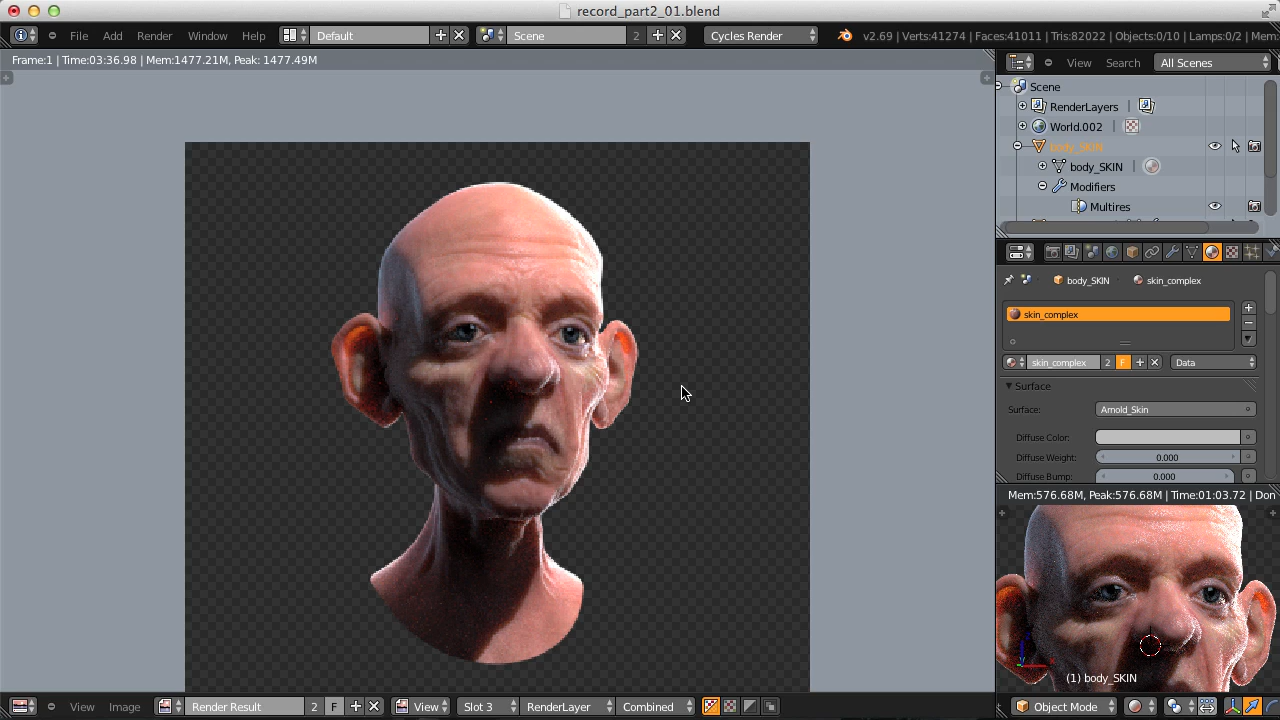 record_part2_01.blend
File Add Render Window Help Default Scene 2 Cycles Render v2.69 | Verts:41274 | Faces:41011 | Tris:82022 | Objects:0/10 | Lamps:0/2 | Mem:
Frame:1 | Time:03:36.98 | Mem:1477.21M, Peak: 1477.49M
View Search All Scenes
Scene
RenderLayers |
World.002 |
body_SKIN
body_SKIN |
Modifiers
Multires
body_SKIN skin_complex
skin_complex
skin_complex 2 F Data
Surface
Surface: Arnold_Skin
Diffuse Color:
Diffuse Weight: 0.000
Diffuse Bump: 0.000
Mem:576.68M, Peak:576.68M | Time:01:03.72 | Don
(1) body_SKIN
View Image Render Result 2 F View Slot 3 RenderLayer Combined
Object Mode